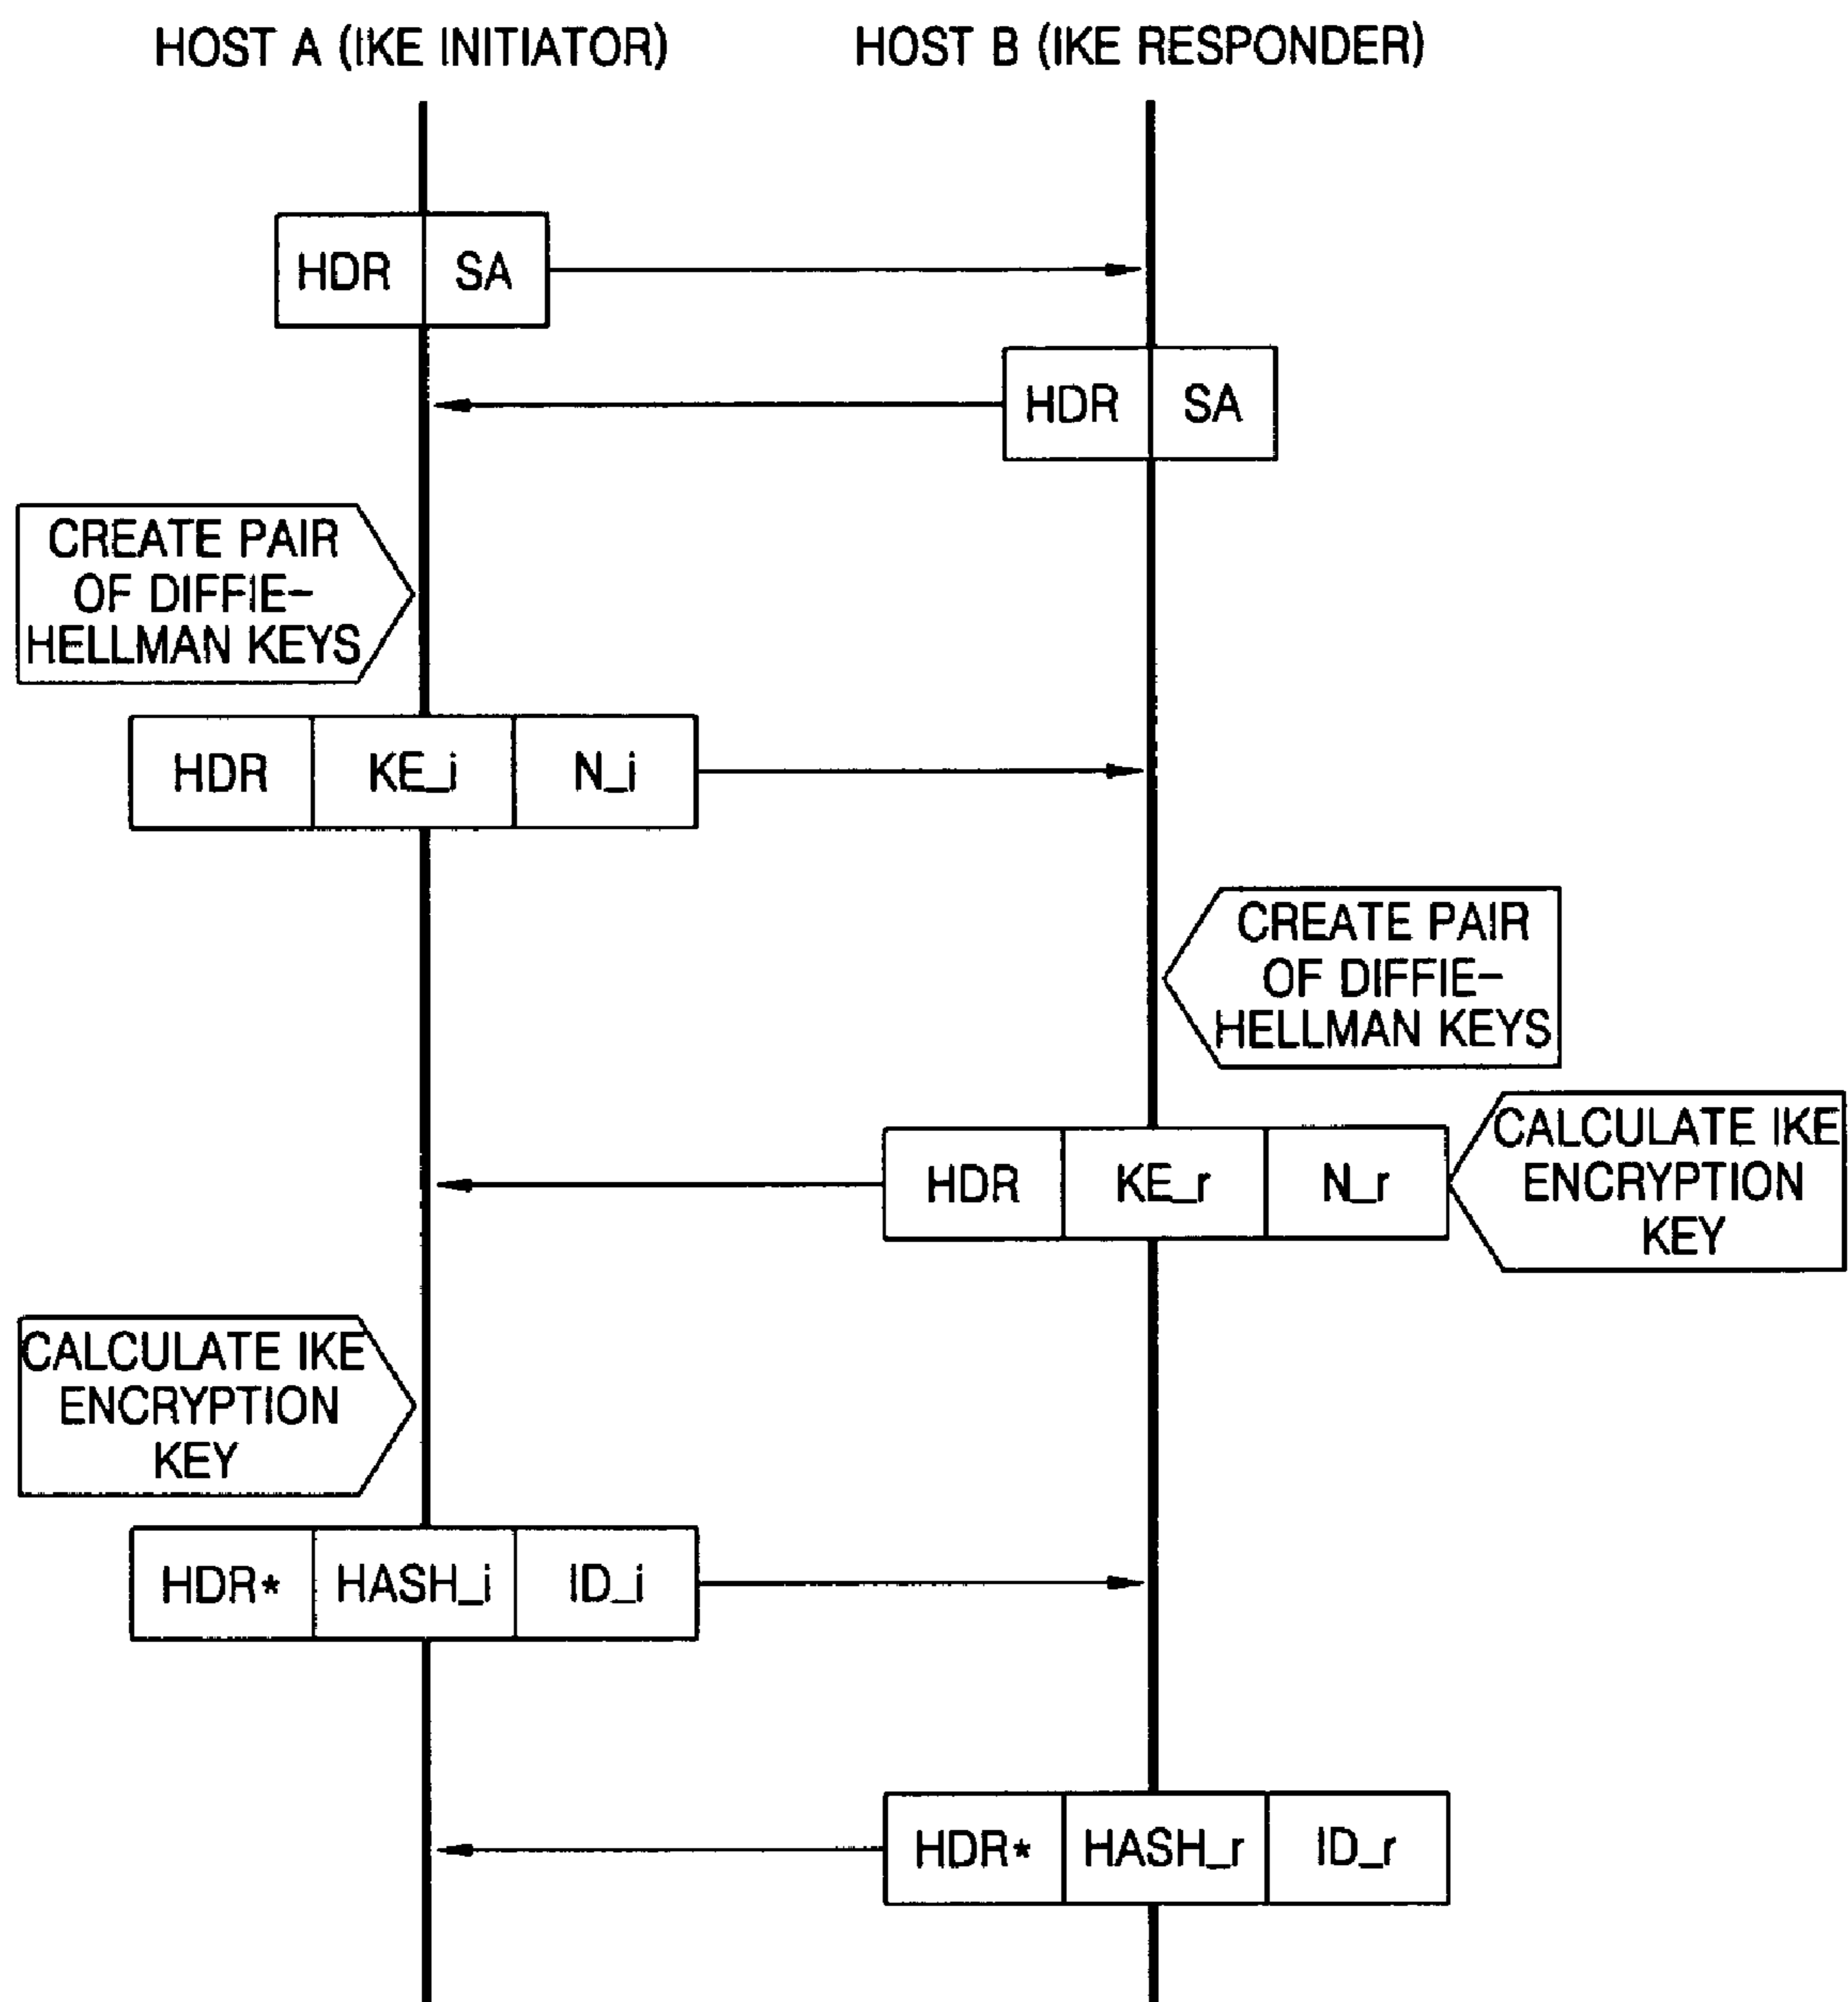 HOST A (IKE INITIATOR) HOST B (IKE RESPONDER)
HDR SA
HDR SA
CREATE PAIR
OF DIFFIE-
HELLMAN KEYS
HDR KE_i N_i
CREATE PAIR
OF DIFFIE-
HELLMAN KEYS
HDR KE_r N_r
CALCULATE IKE
ENCRYPTION
KEY
CALCULATE IKE
ENCRYPTION
KEY
HDR* HASH_i ID_i
HDR* HASH_r ID_r